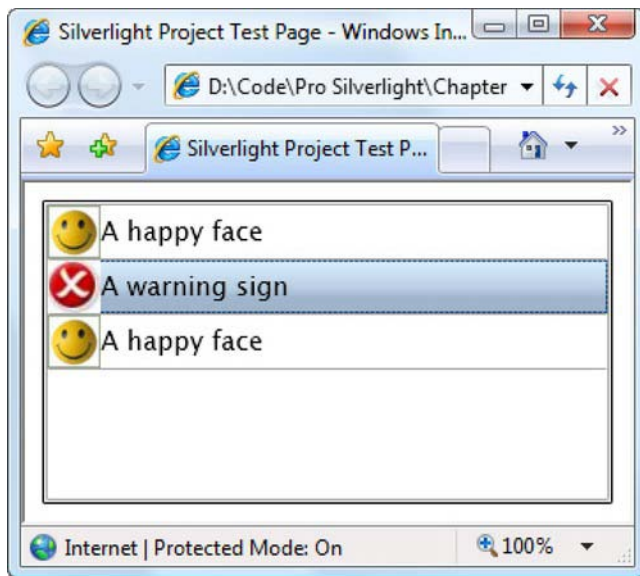 Silverlight Project Test Page - Windows In...
D:\Code\Pro Silverlight\Chapter
Silverlight Project Test P...
A happy face
A warning sign
A happy face
Internet | Protected Mode: On
100%